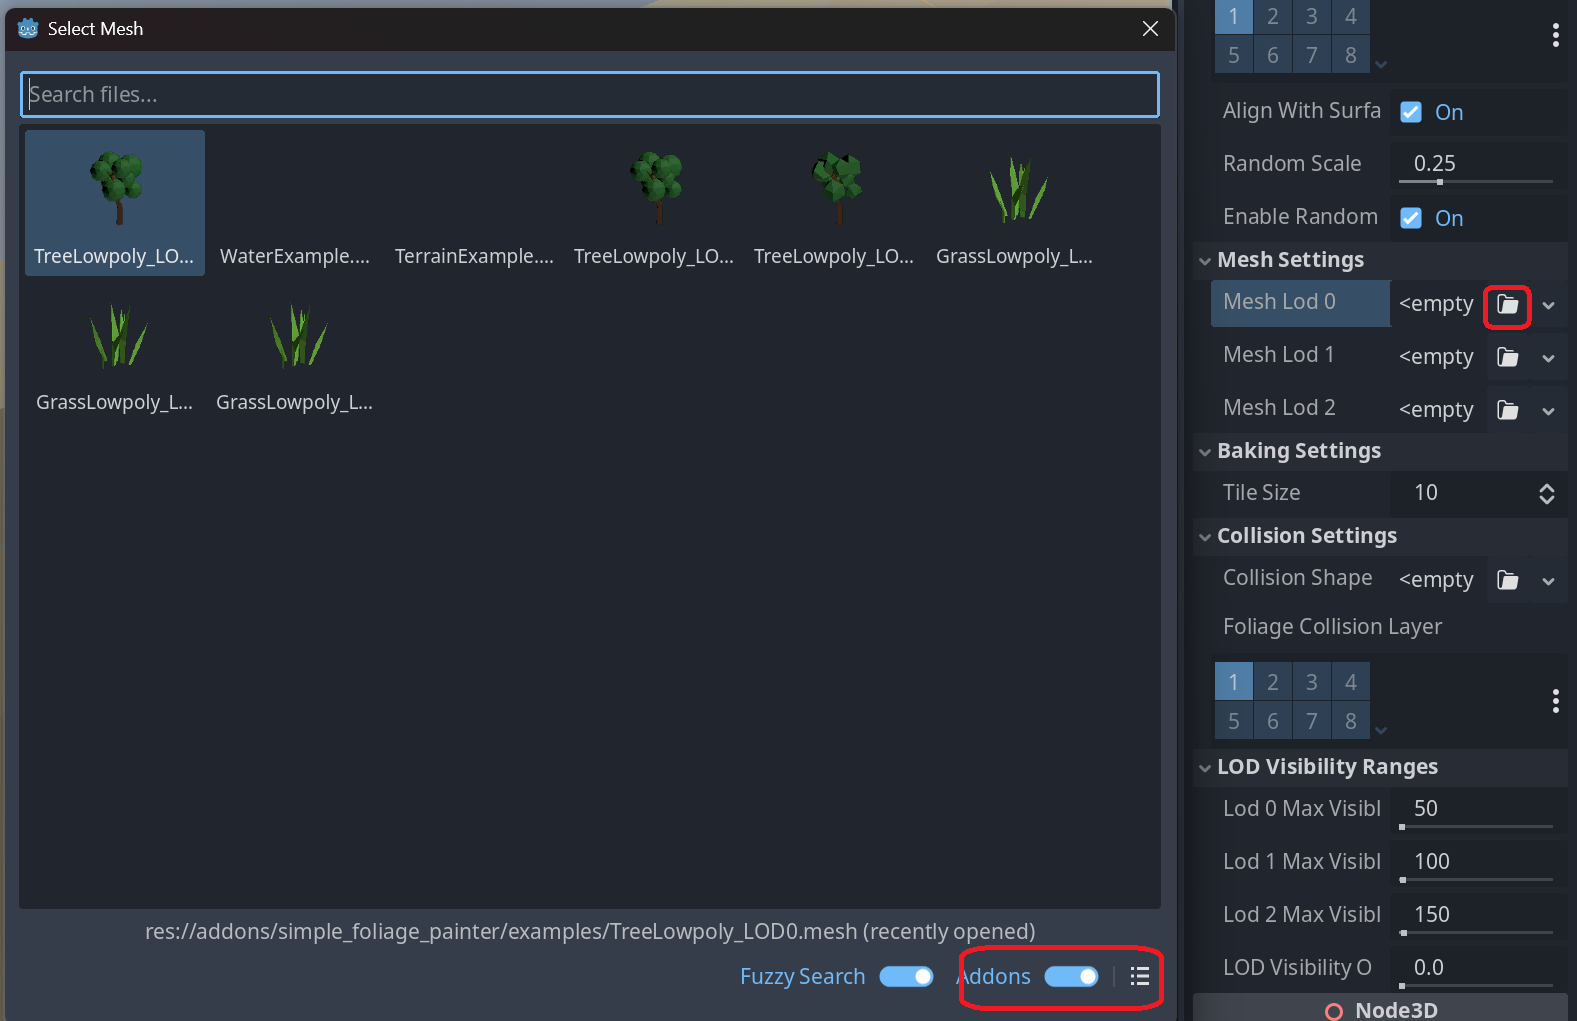 Select Mesh
Search files...
TreeLowpoly_LO...
WaterExample....
TerrainExample....
TreeLowpoly_LO...
TreeLowpoly_LO...
GrassLowpoly_L...
GrassLowpoly_L...
GrassLowpoly_L...
res://addons/simple_foliage_painter/examples/TreeLowpoly_LOD0.mesh (recently opened)
Fuzzy Search
Addons
1 2 3 4
5 6 7 8
Align With Surfa On
Random Scale 0.25
Enable Random On
Mesh Settings
Mesh Lod 0 <empty
Mesh Lod 1 <empty
Mesh Lod 2 <empty
Baking Settings
Tile Size 10
Collision Settings
Collision Shape <empty
Foliage Collision Layer
1 2 3 4
5 6 7 8
LOD Visibility Ranges
Lod 0 Max Visibl 50
Lod 1 Max Visibl 100
Lod 2 Max Visibl 150
LOD Visibility O 0.0
Node3D